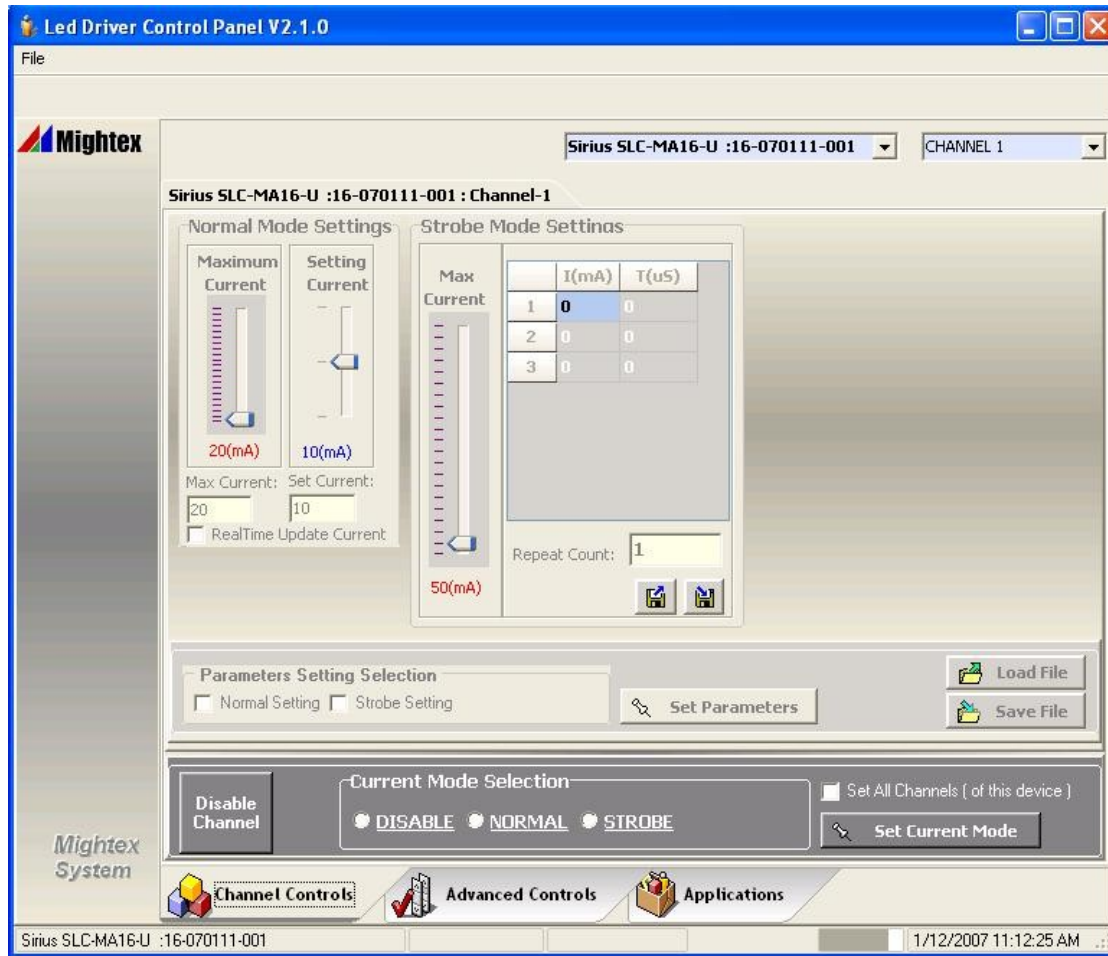 Led Driver Control Panel V2.1.0
File
Mightex
Sirius SLC-MA16-U :16-070111-001
CHANNEL 1
Sirius SLC-MA16-U :16-070111-001 : Channel-1
Normal Mode Settings
Strobe Mode Settings
Maximum Current
Setting Current
20(mA)
10(mA)
Max Current:
Set Current:
20
10
RealTime Update Current
Max Current
50(mA)
I(mA) T(uS)
1 0 0
2 0 0
3 0 0
Repeat Count: 1
Parameters Setting Selection
Normal Setting
Strobe Setting
Set Parameters
Load File
Save File
Disable Channel
Current Mode Selection
DISABLE
NORMAL
STROBE
Set All Channels ( of this device )
Set Current Mode
Mightex System
Channel Controls
Advanced Controls
Applications
Sirius SLC-MA16-U :16-070111-001
1/12/2007 11:12:25 AM